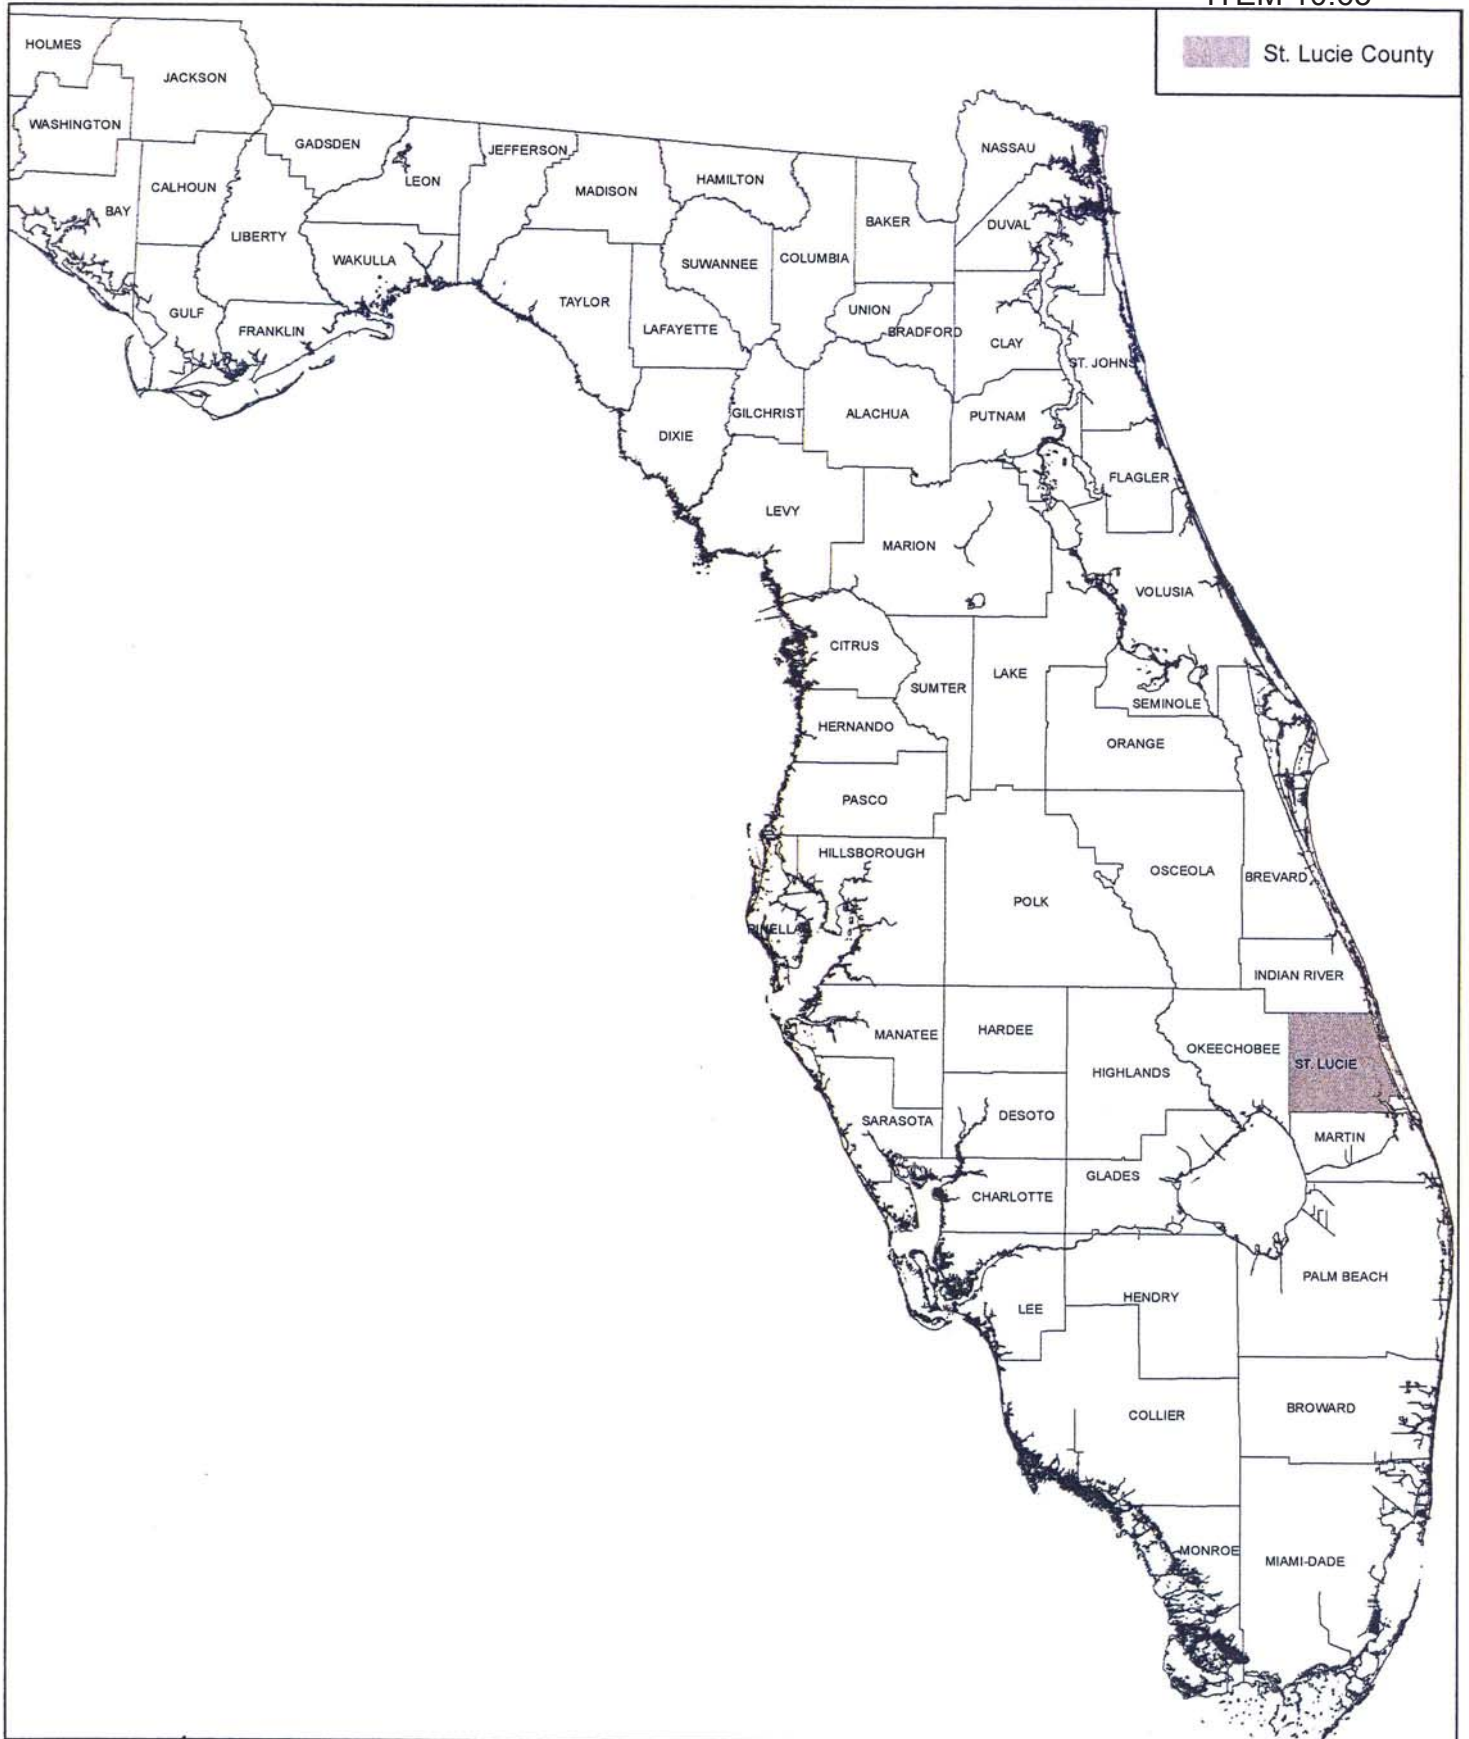 St. Lucie County
HOLMES
JACKSON
WASHINGTON
GADSDEN
JEFFERSON
NASSAU
LEON
HAMILTON
CALHOUN
MADISON
BAY
BAKER
DUVAL
LIBERTY
WAKULLA
SUWANNEE
COLUMBIA
TAYLOR
UNION
GULF
FRANKLIN
LAFAYETTE
BRADFORD
CLAY
ST. JOHNS
GILCHRIST
ALACHUA
PUTNAM
DIXIE
FLAGLER
LEVY
MARION
VOLUSIA
CITRUS
LAKE
SUMTER
SEMINOLE
HERNANDO
ORANGE
PASCO
HILLSBOROUGH
OSCEOLA
BREVARD
POLK
PINELLAS
INDIAN RIVER
MANATEE
HARDEE
OKEECHOBEE
ST. LUCIE
HIGHLANDS
SARASOTA
DESOTO
MARTIN
GLADES
CHARLOTTE
PALM BEACH
HENDRY
LEE
COLLIER
BROWARD
MONROE
MIAMI-DADE